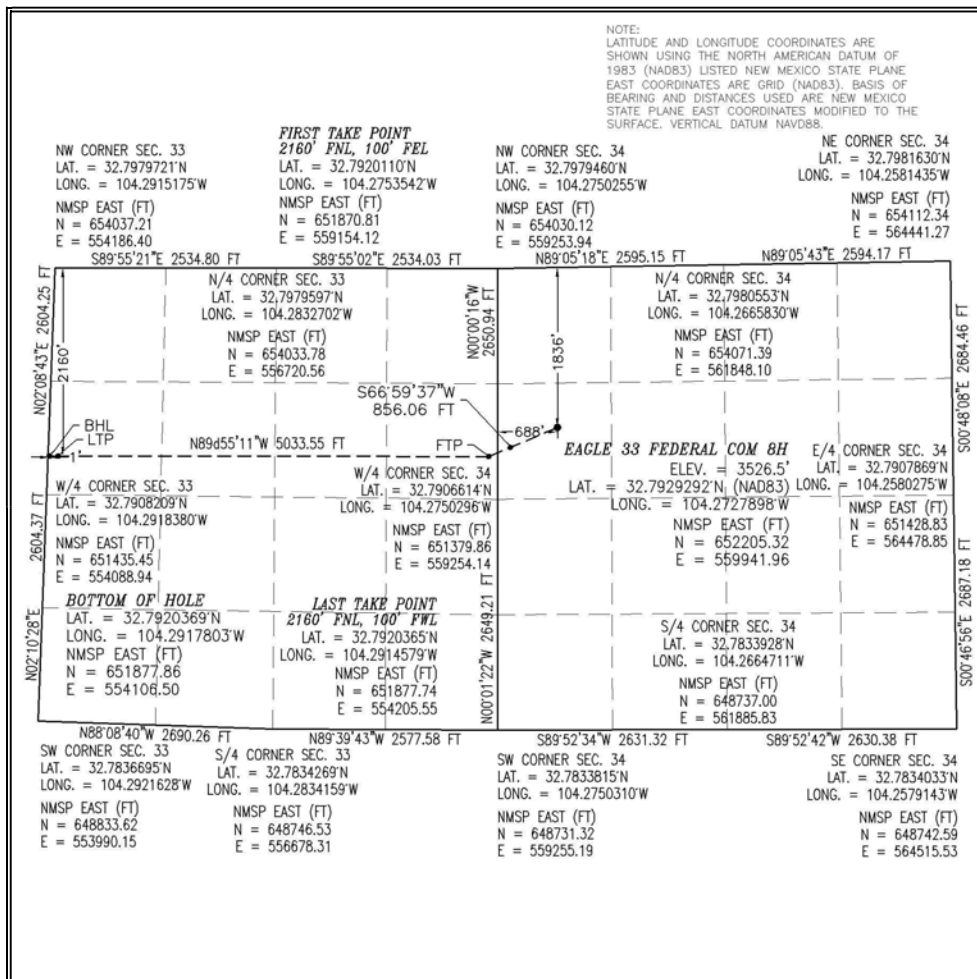 NOTE:
LATITUDE AND LONGITUDE COORDINATES ARE
SHOWN USING THE NORTH AMERICAN DATUM OF
1983 (NAD83) LISTED NEW MEXICO STATE PLANE
EAST COORDINATES ARE GRID (NAD83). BASIS OF
BEARING AND DISTANCES USED ARE NEW MEXICO
STATE PLANE EAST COORDINATES MODIFIED TO THE
SURFACE. VERTICAL DATUM NAVD88.
NW CORNER SEC. 33
LAT. = 32.7979721'N
LONG. = 104.2915175'W
NMSP EAST (FT)
N = 654037.21
E = 554186.40
FIRST TAKE POINT
2160' FNL, 100' FEL
LAT. = 32.7920110'N
LONG. = 104.2753542'W
NMSP EAST (FT)
N = 651870.81
E = 559154.12
NW CORNER SEC. 34
LAT. = 32.7979460'N
LONG. = 104.2750255'W
NMSP EAST (FT)
N = 654030.12
E = 559253.94
NE CORNER SEC. 34
LAT. = 32.7981630'N
LONG. = 104.2581435'W
NMSP EAST (FT)
N = 654112.34
E = 564441.27
S89°55'21"E 2534.80 FT
S89°55'02"E 2534.03 FT
N89°05'18"E 2595.15 FT
N89°05'43"E 2594.17 FT
N02°08'43"E 2604.25 FT
2160'
N/4 CORNER SEC. 33
LAT. = 32.7979597'N
LONG. = 104.2832702'W
NMSP EAST (FT)
N = 654033.78
E = 556720.56
N00°00'16"W
2650.94 FT
1836'
N/4 CORNER SEC. 34
LAT. = 32.7980553'N
LONG. = 104.2665830'W
NMSP EAST (FT)
N = 654071.39
E = 561848.10
S00°48'08"E 2684.46 FT
S66°59'37"W
856.06 FT
688'
BHL
LTP
1'
N89d55'11"W 5033.55 FT
FTP
EAGLE 33 FEDERAL COM 8H
ELEV. = 3526.5'
LAT. = 32.7929292'N (NAD83)
LONG. = 104.2727898'W
NMSP EAST (FT)
N = 652205.32
E = 559941.96
E/4 CORNER SEC. 34
LAT. = 32.7907869'N
LONG. = 104.2580275'W
NMSP EAST (FT)
N = 651428.83
E = 564478.85
W/4 CORNER SEC. 33
LAT. = 32.7908209'N
LONG. = 104.2918380'W
NMSP EAST (FT)
N = 651435.45
E = 554088.94
W/4 CORNER SEC. 34
LAT. = 32.7906614'N
LONG. = 104.2750296'W
NMSP EAST (FT)
N = 651379.86
E = 559254.14
N02°10'28"E
2604.37 FT
BOTTOM OF HOLE
LAT. = 32.7920369'N
LONG. = 104.2917803'W
NMSP EAST (FT)
N = 651877.86
E = 554106.50
LAST TAKE POINT
2160' FNL, 100' FWL
LAT. = 32.7920365'N
LONG. = 104.2914579'W
NMSP EAST (FT)
N = 651877.74
E = 554205.55
N00°01'22"W 2649.21 FT
S/4 CORNER SEC. 34
LAT. = 32.7833928'N
LONG. = 104.2664711'W
NMSP EAST (FT)
N = 648737.00
E = 561885.83
S00°46'56"E 2687.18 FT
N88°08'40"W 2690.26 FT
N89°39'43"W 2577.58 FT
S89°52'34"W 2631.32 FT
S89°52'42"W 2630.38 FT
SW CORNER SEC. 33
LAT. = 32.7836695'N
LONG. = 104.2921628'W
NMSP EAST (FT)
N = 648833.62
E = 553990.15
S/4 CORNER SEC. 33
LAT. = 32.7834269'N
LONG. = 104.2834159'W
NMSP EAST (FT)
N = 648746.53
E = 556678.31
SW CORNER SEC. 34
LAT. = 32.7833815'N
LONG. = 104.2750310'W
NMSP EAST (FT)
N = 648731.32
E = 559255.19
SE CORNER SEC. 34
LAT. = 32.7834033'N
LONG. = 104.2579143'W
NMSP EAST (FT)
N = 648742.59
E = 564515.53